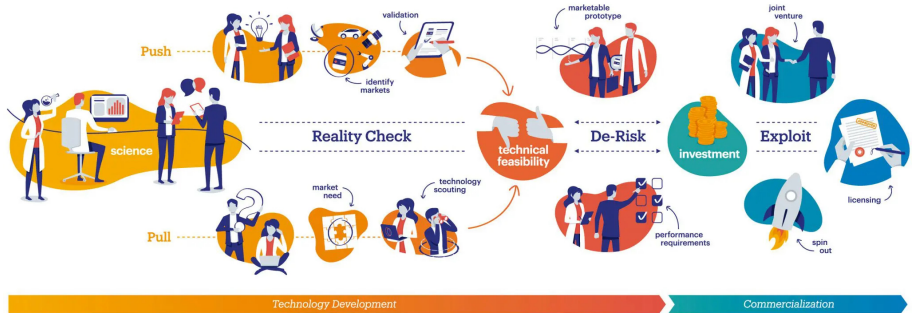 Push
validation
identify
markets
marketable
prototype
joint
venture
science
Reality Check
technical
feasibility
De-Risk
investment
Exploit
licensing
Pull
market
need
technology
scouting
performance
requirements
spin
out
Technology Development
Commercialization